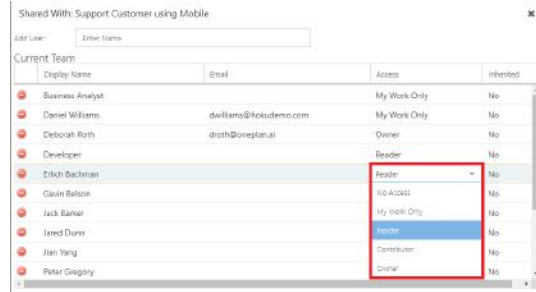 Shared With: Support Customer using Mobile
Add User: Enter Name
Current Team
Display Name Email Access Inherited
Business Analyst My Work Only No
Daniel Williams dwilliams@hokudemo.com My Work Only No
Deborah Roth droth@oneplan.ai Owner No
Developer Reader No
Erlich Bachman Reader No
Gavin Belson No Access No
Jack Barker My Work Only No
Jared Dunn Reader No
Jian Yang Contributor No
Peter Gregory Owner No